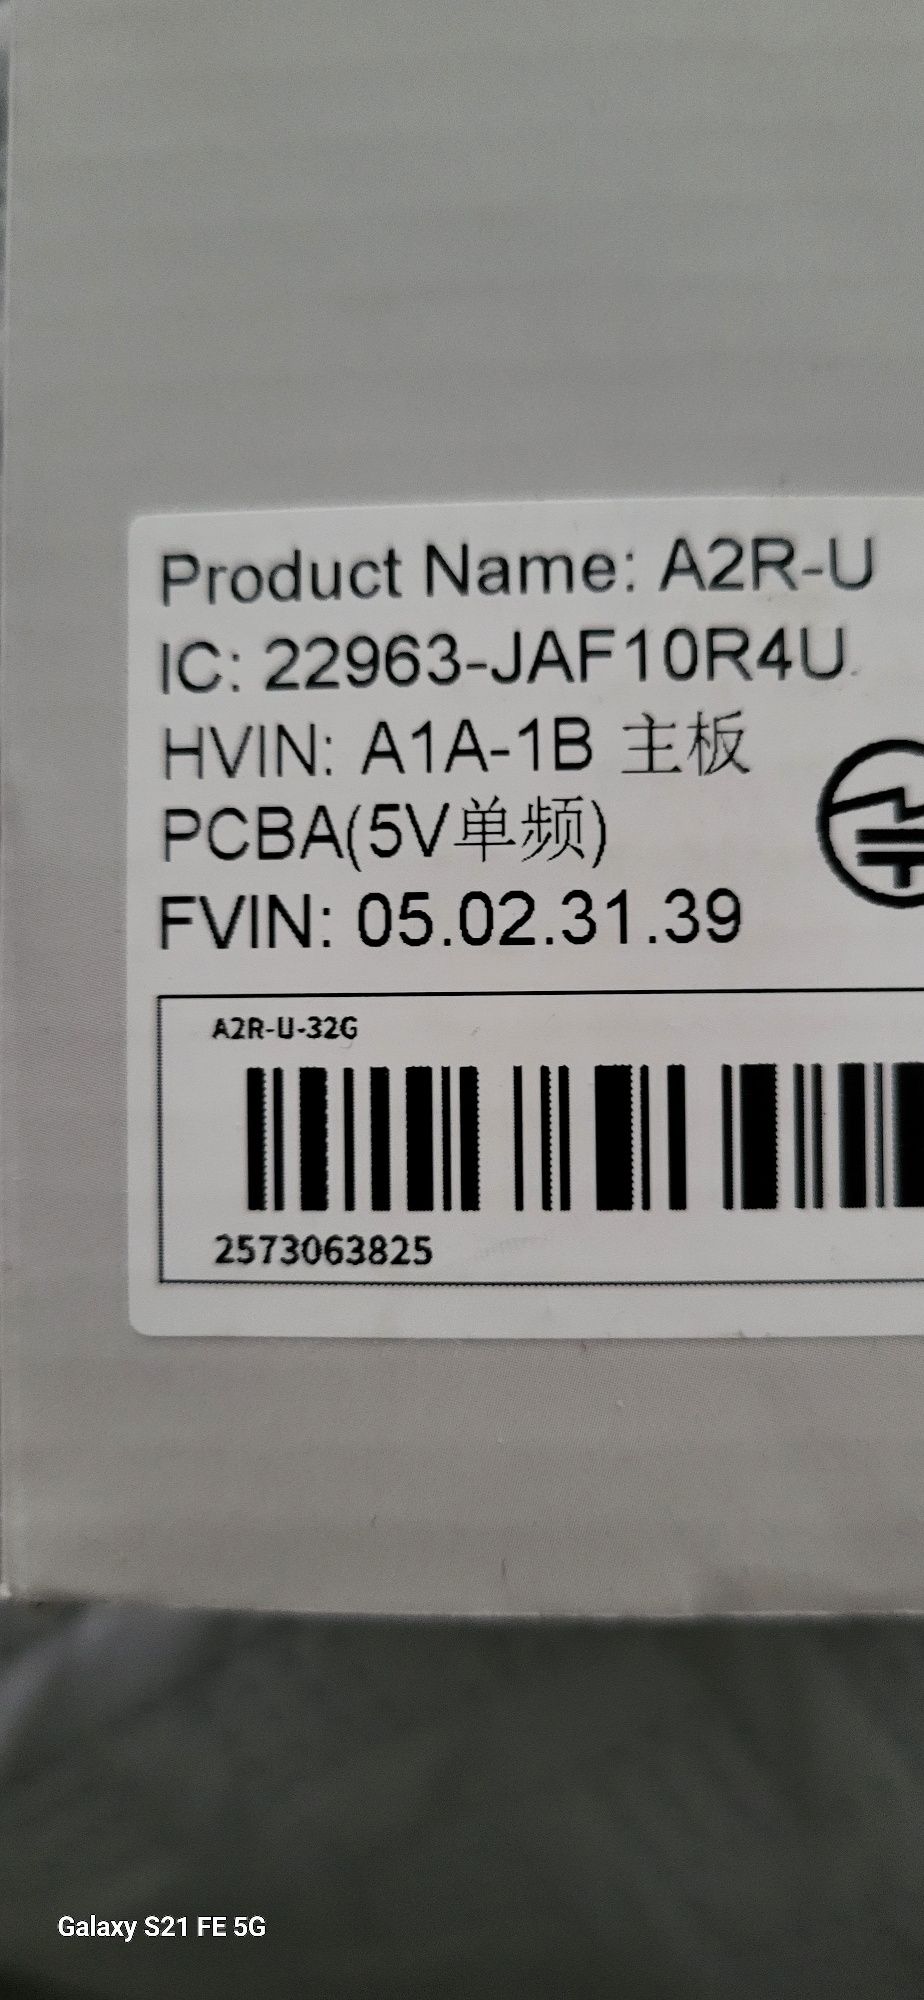 Product Name: A2R-U
IC: 22963-JAF10R4U
HVIN: A1A-1B 主板
PCBA(5V单频)
FVIN: 05.02.31.39
A2R-U-32G
2573063825
Galaxy S21 FE 5G